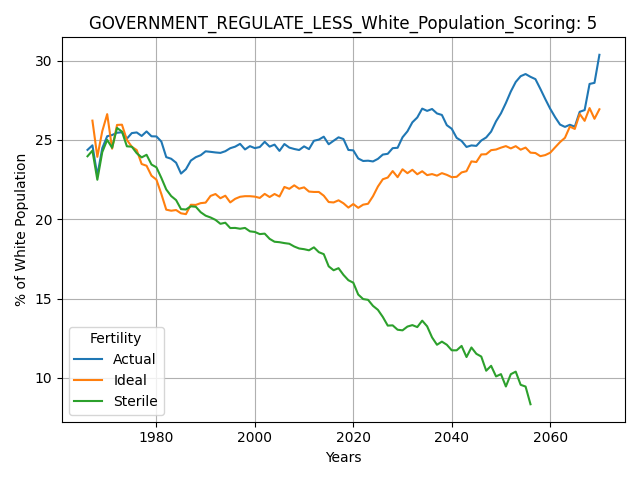 GOVERNMENT_REGULATE_LESS_White_Population_Scoring: 5
% of White Population
30
25
20
15
10
Fertility
Actual
Ideal
Sterile
1980
2000
2020
2040
2060
Years